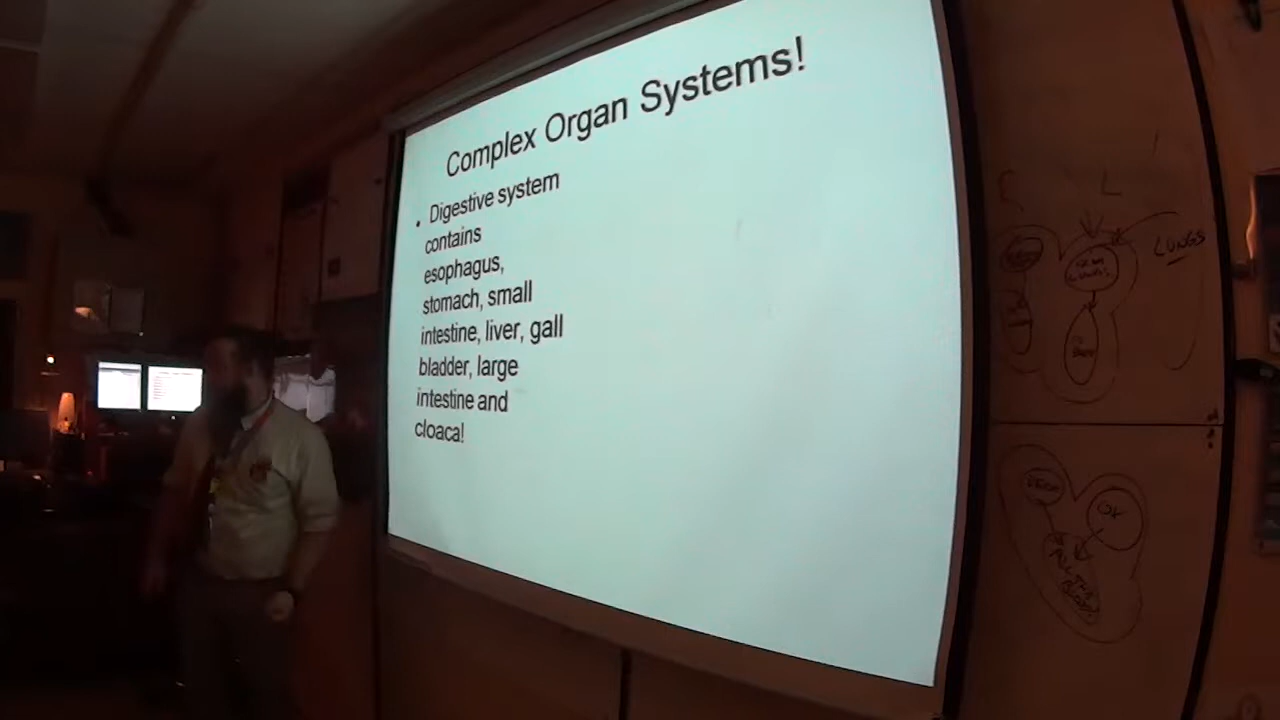 Complex Organ Systems!
• Digestive system
contains
esophagus,
stomach, small
intestine, liver, gall
bladder, large
intestine and
cloaca!
L
LUNGS